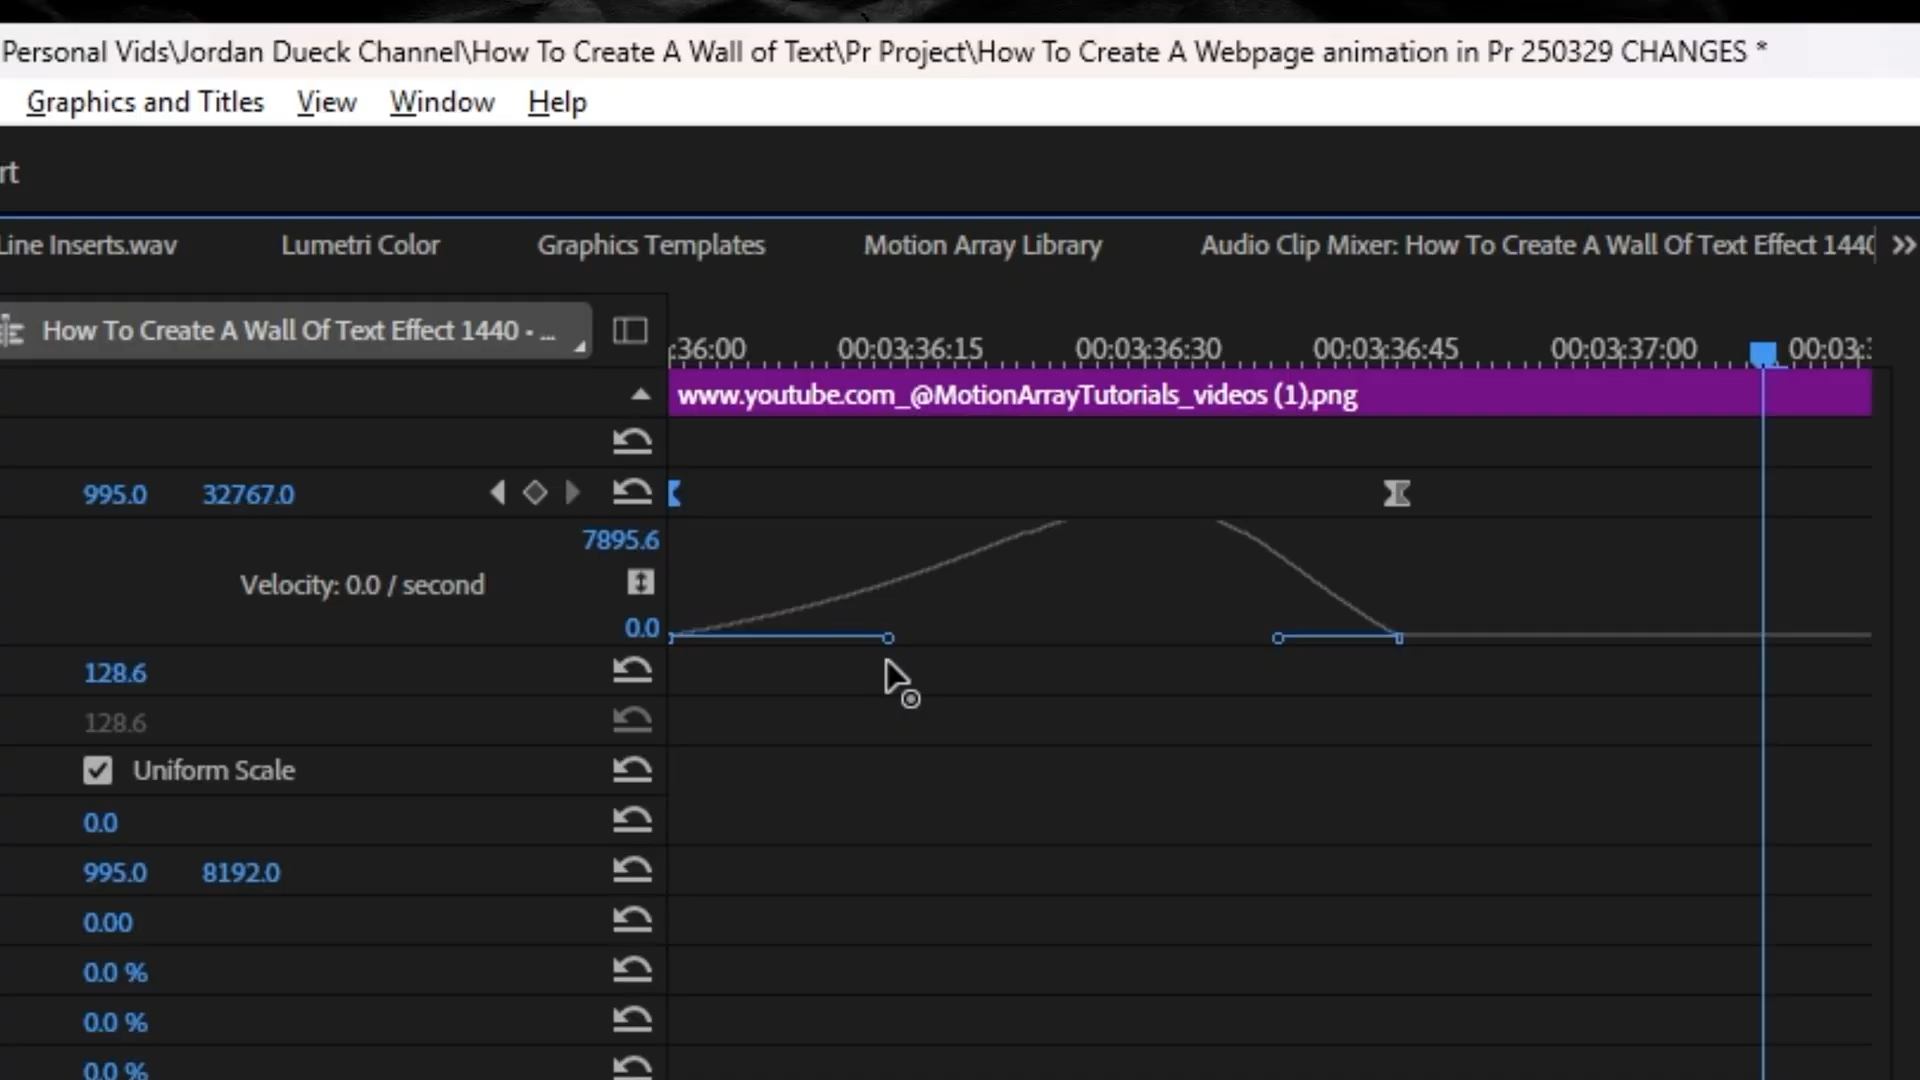 Personal Vids\Jordan Dueck Channel\How To Create A Wall of Text\Pr Project\How To Create A Webpage animation in Pr 250329 CHANGES *
Graphics and Titles View Window Help
rt
Line Inserts.wav Lumetri Color Graphics Templates Motion Array Library Audio Clip Mixer: How To Create A Wall Of Text Effect 1440
How To Create A Wall Of Text Effect 1440 - ...
;36:00 00:03:36:15 00:03:36:30 00:03:36:45 00:03:37:00 00:03:
www.youtube.com_@MotionArrayTutorials_videos (1).png
995.0 32767.0
7895.6
Velocity: 0.0 / second
0.0
128.6
128.6
Uniform Scale
0.0
995.0 8192.0
0.00
0.0 %
0.0 %
0.0 %